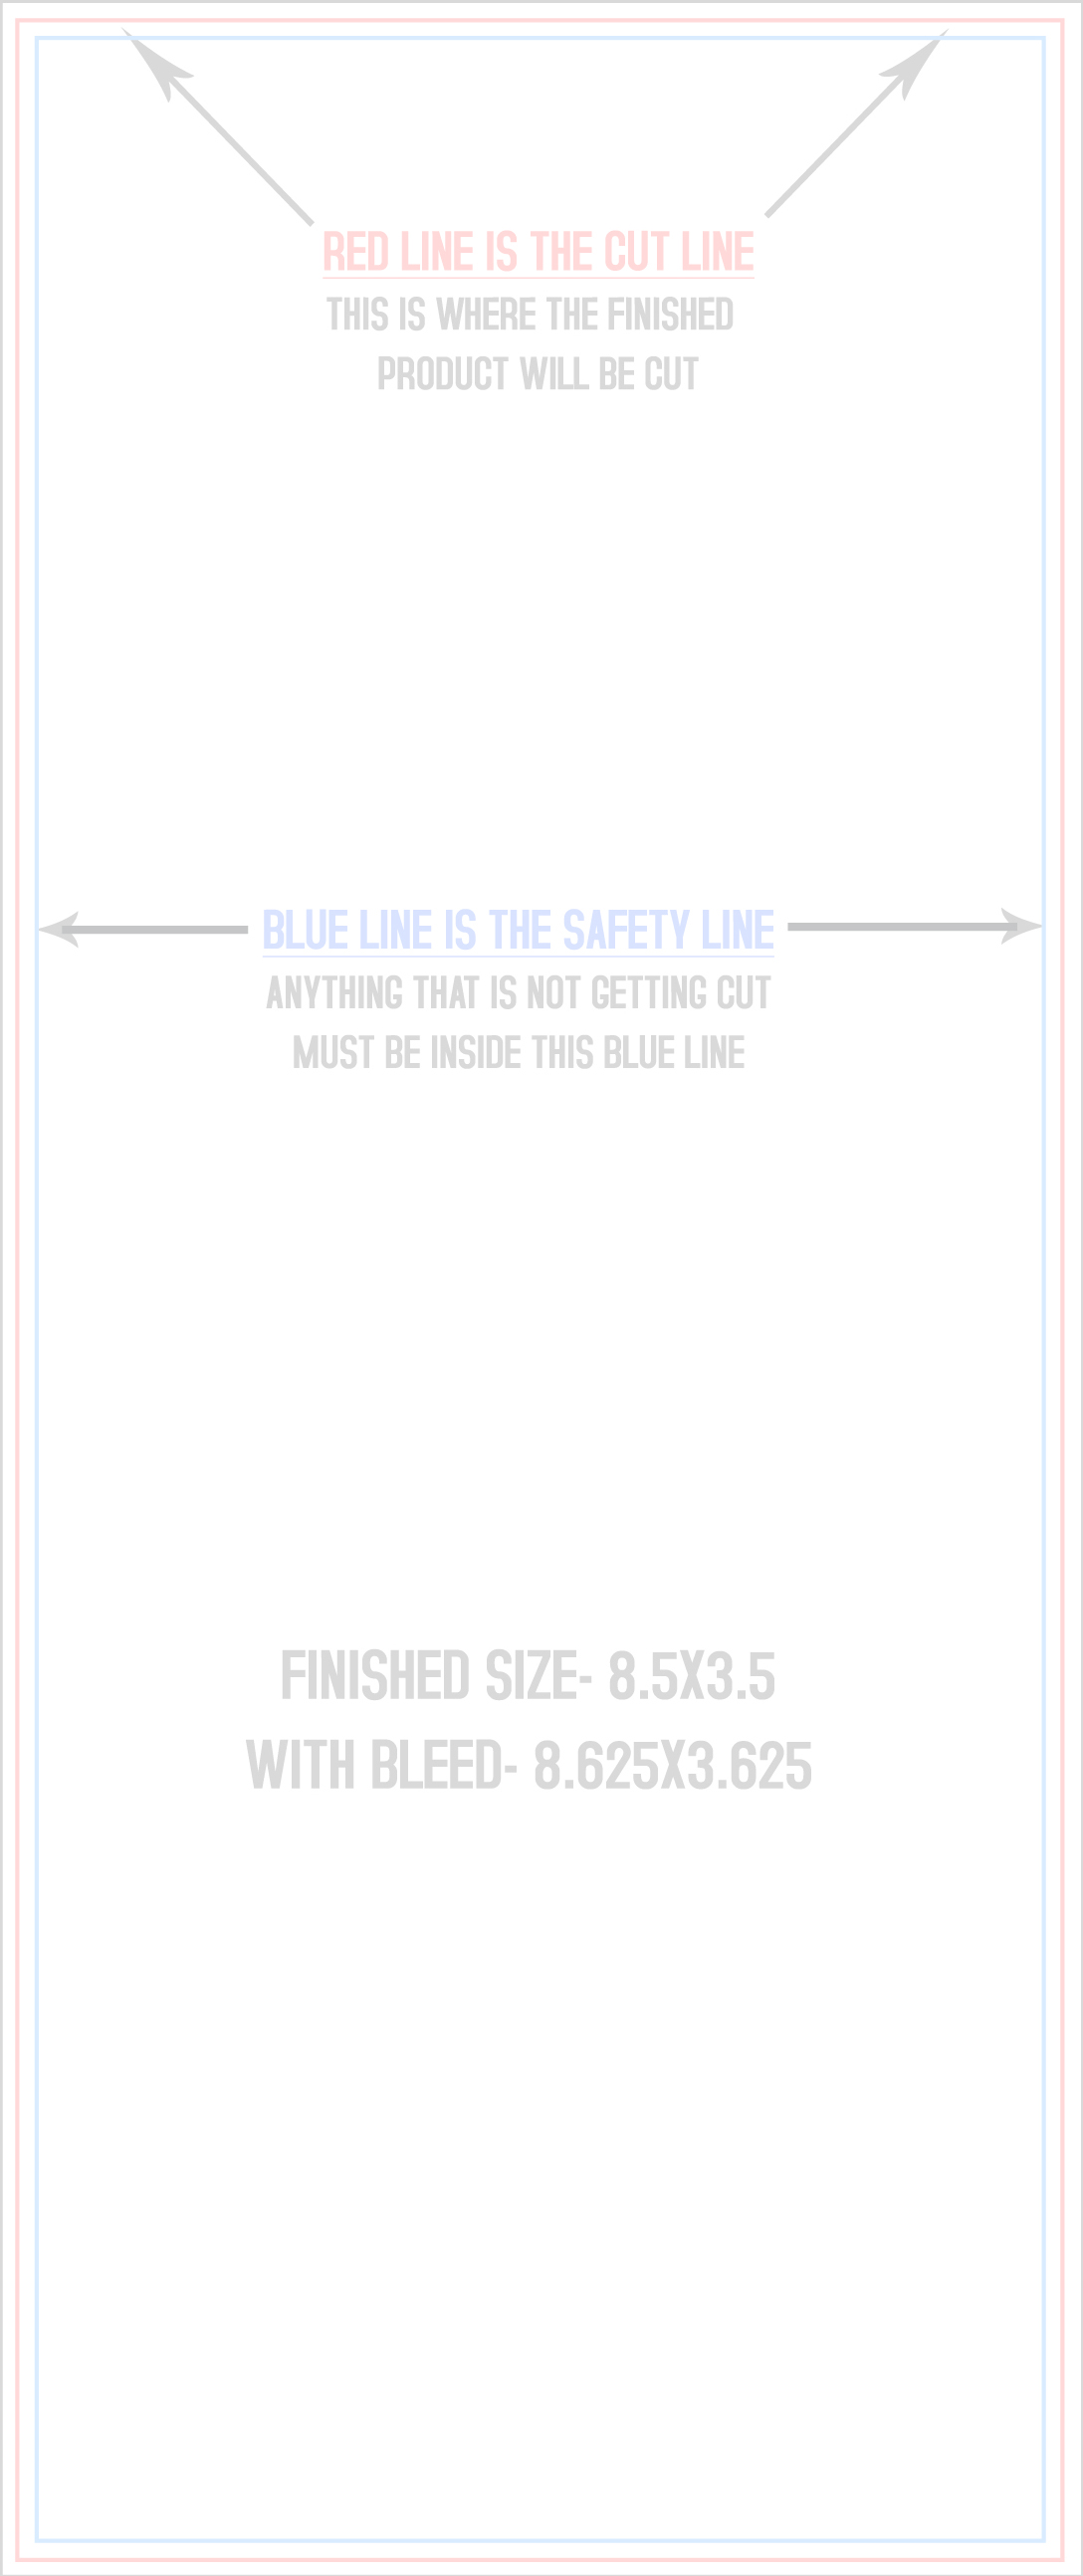 RED LINE IS THE CUT LINE
THIS IS WHERE THE FINISHED
PRODUCT WILL BE CUT
BLUE LINE IS THE SAFETY LINE
ANYTHING THAT IS NOT GETTING CUT
MUST BE INSIDE THIS BLUE LINE
FINISHED SIZE- 8.5X3.5
WITH BLEED- 8.625X3.625